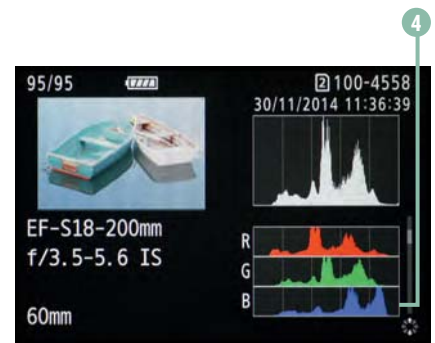 4
95/95 2 100-4558
30/11/2014 11:36:39
EF-S18-200mm
f/3.5-5.6 IS
60mm
R
G
B